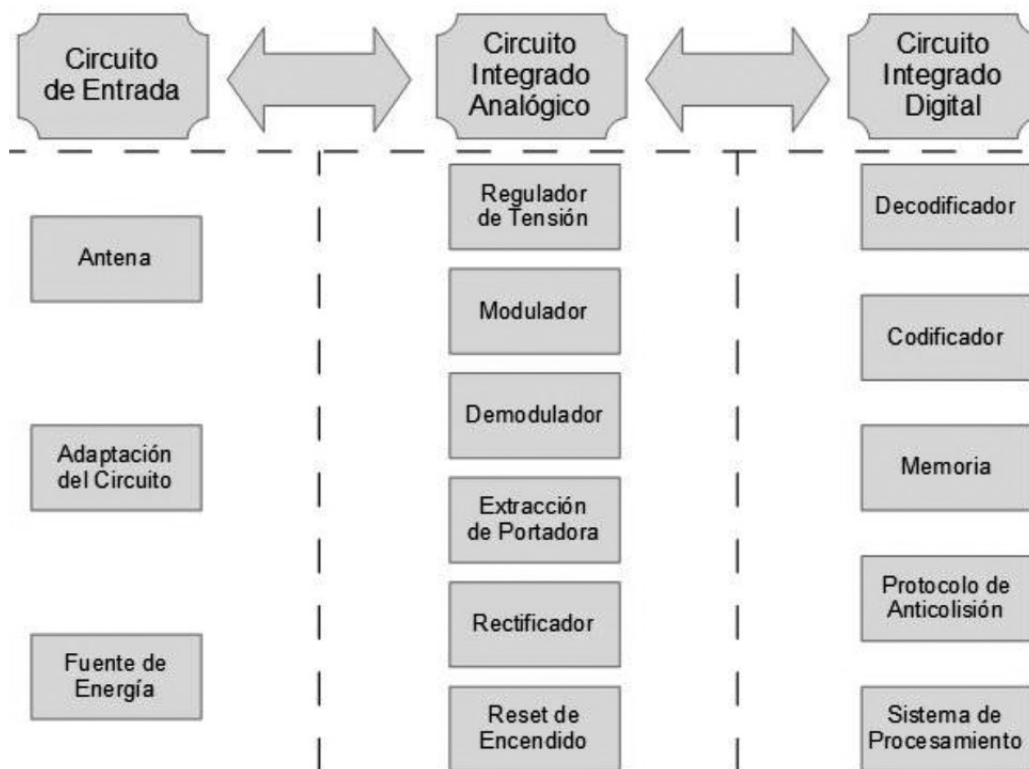 Circuito
de Entrada
Circuito
Integrado
Analógico
Circuito
Integrado
Digital
Antena
Adaptación
del Circuito
Fuente de
Energía
Regulador
de Tensión
Modulador
Demodulador
Extracción
de Portadora
Rectificador
Reset de
Encendido
Decodificador
Codificador
Memoria
Protocolo de
Anticolisión
Sistema de
Procesamiento